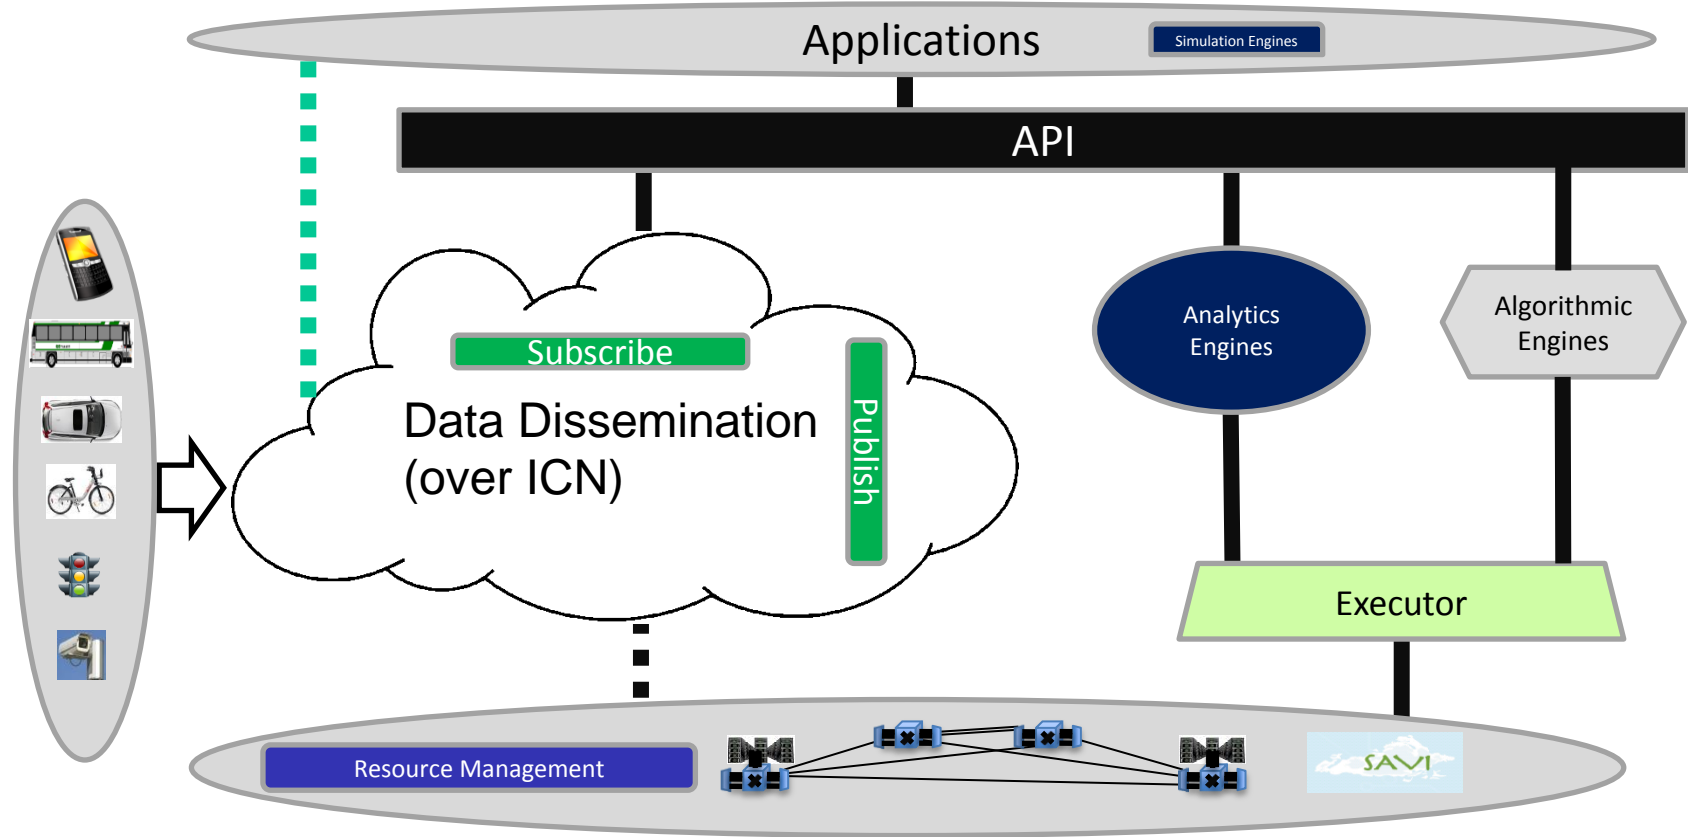 Applications
Simulation Engines
API
Subscribe
Publish
Data Dissemination
(over ICN)
Analytics
Engines
Algorithmic
Engines
Executor
Resource Management
SAVI